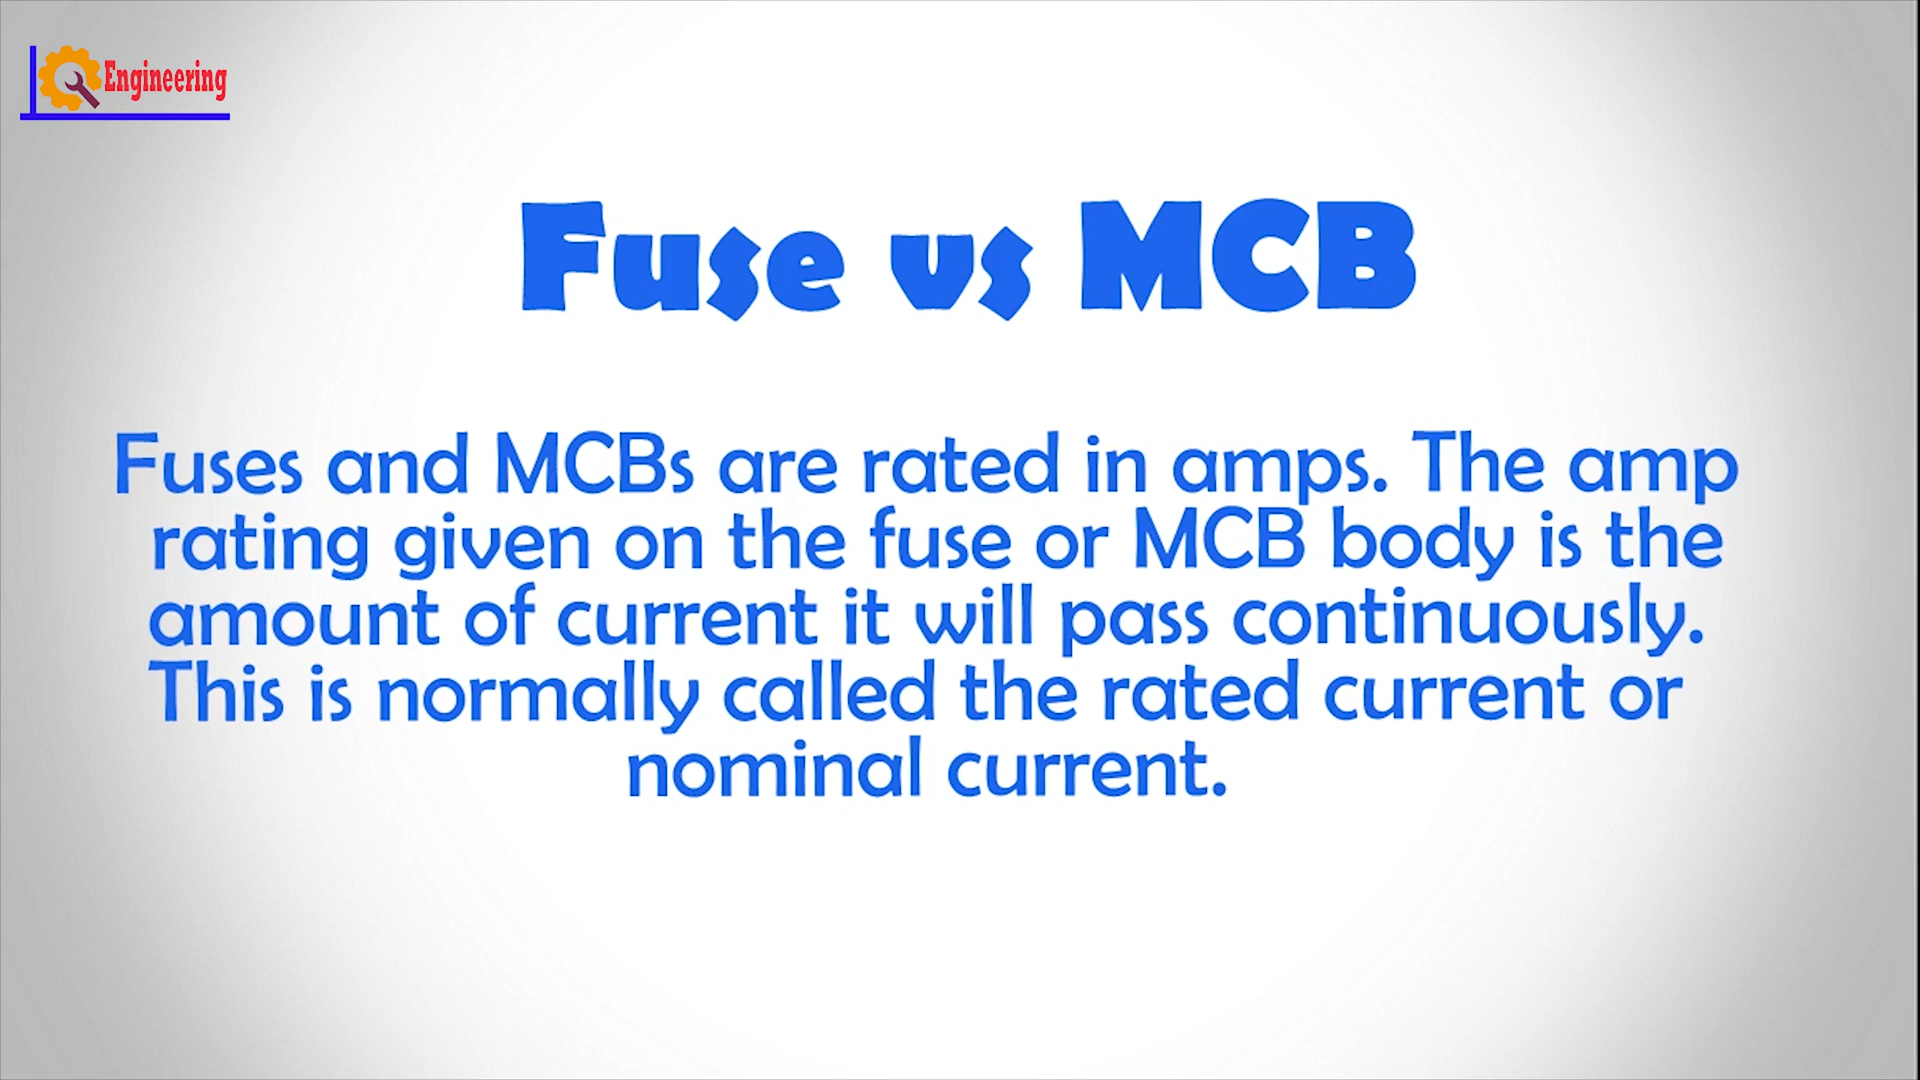 Engineering
Fuse vs MCB
Fuses and MCBs are rated in amps. The amp
rating given on the fuse or MCB body is the
amount of current it will pass continuously.
This is normally called the rated current or
nominal current.